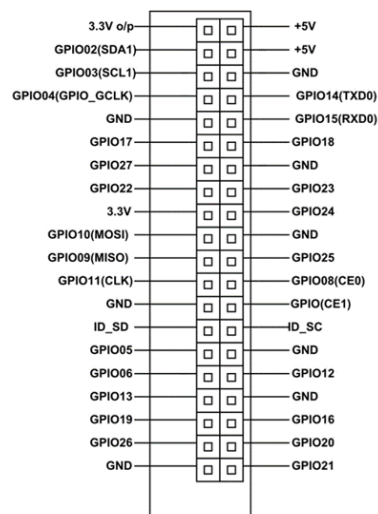 3.3V o/p +5V
GPIO02(SDA1) +5V
GPIO03(SCL1) GND
GPIO04(GPIO_GCLK) GPIO14(TXD0)
GND GPIO15(RXD0)
GPIO17 GPIO18
GPIO27 GND
GPIO22 GPIO23
3.3V GPIO24
GPIO10(MOSI) GND
GPIO09(MISO) GPIO25
GPIO11(CLK) GPIO08(CE0)
GND GPIO(CE1)
ID_SD ID_SC
GPIO05 GND
GPIO06 GPIO12
GPIO13 GND
GPIO19 GPIO16
GPIO26 GPIO20
GND GPIO21